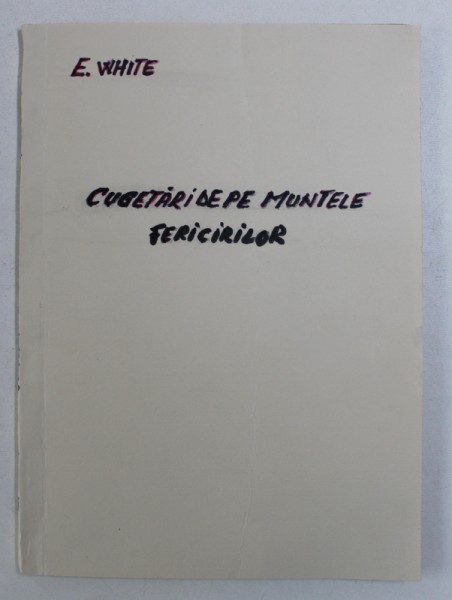 E. WHITE
CUGETĂRI DE PE MUNTELE
FERICIRILOR